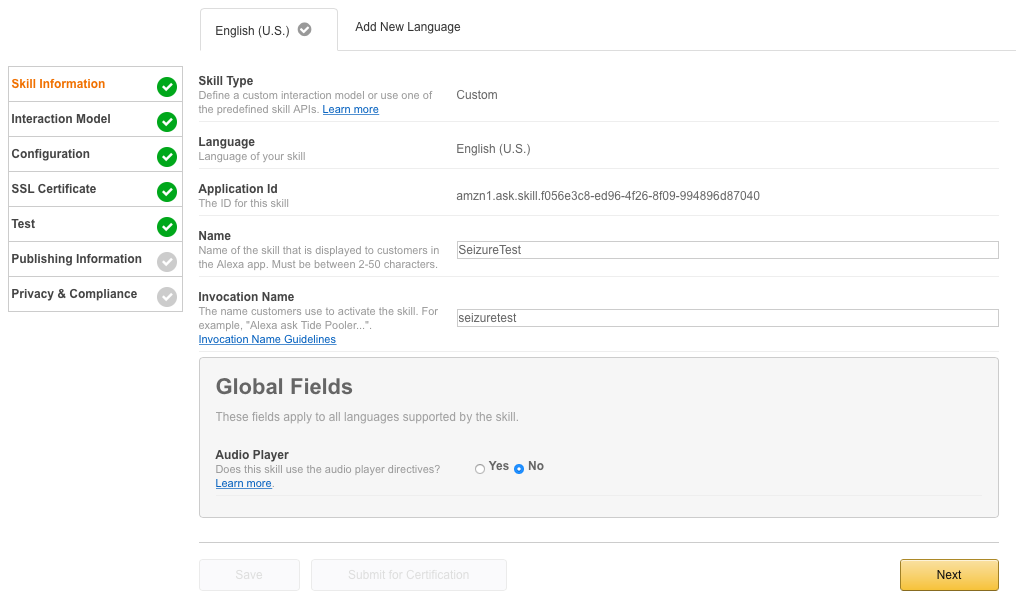 English (U.S.)
Add New Language
Skill Information
Interaction Model
Configuration
SSL Certificate
Test
Publishing Information
Privacy & Compliance
Skill Type
Define a custom interaction model or use one of
the predefined skill APIs. Learn more
Custom
Language
Language of your skill
English (U.S.)
Application Id
The ID for this skill
amzn1.ask.skill.f056e3c8-ed96-4f26-8f09-994896d87040
Name
Name of the skill that is displayed to customers in
the Alexa app. Must be between 2-50 characters.
SeizureTest
Invocation Name
The name customers use to activate the skill. For
example, "Alexa ask Tide Pooler...".
Invocation Name Guidelines
seizuretest
Global Fields
These fields apply to all languages supported by the skill.
Audio Player
Does this skill use the audio player directives?
Learn more.
Yes No
Save
Submit for Certification
Next